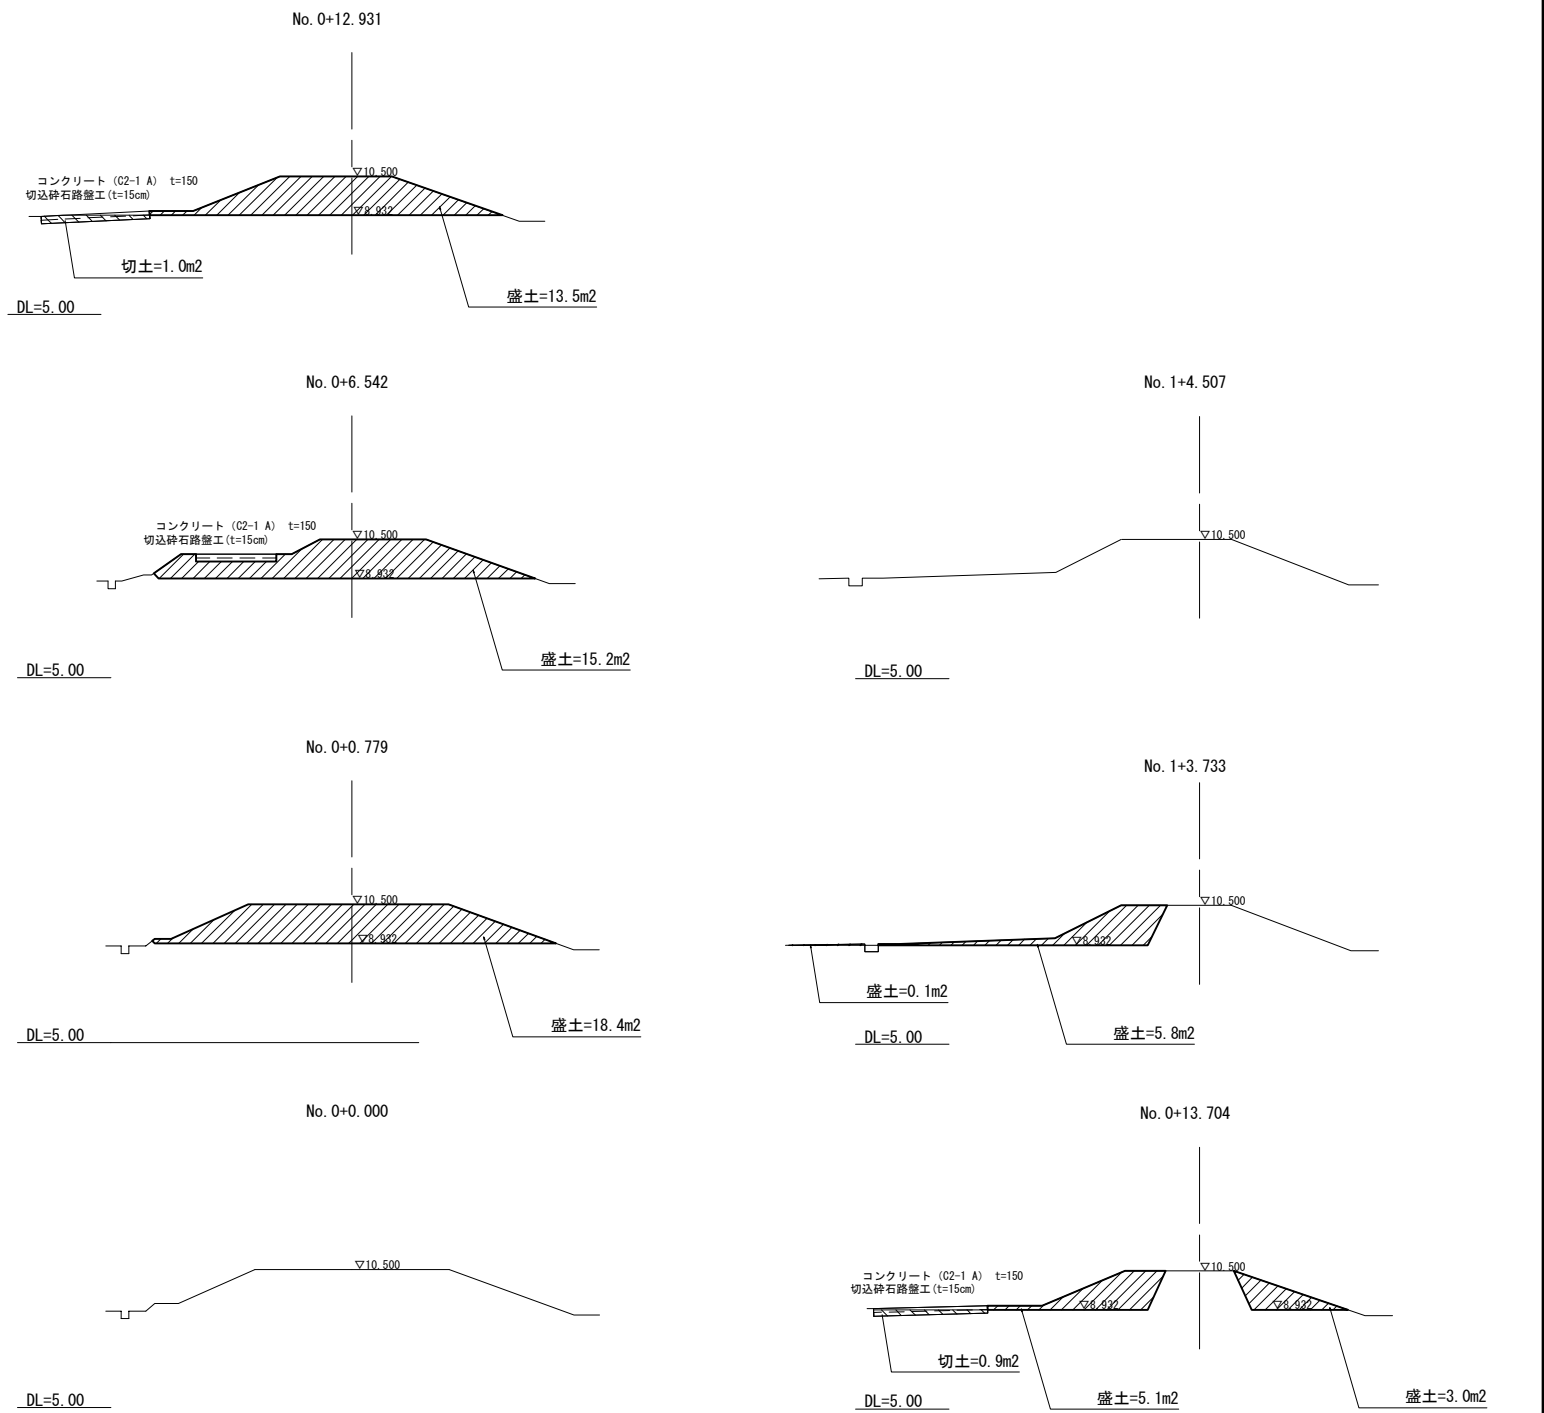 No.0+12.931
▽10.500
コンクリート(C2-1 A) t=150
切込砕石路盤工(t=15cm)
▽8.932
切土=1.0m2
盛土=13.5m2
DL=5.00
No.0+6.542
コンクリート(C2-1 A) t=150
切込砕石路盤工(t=15cm)
▽10.500
▽8.932
盛土=15.2m2
DL=5.00
No.0+0.779
▽10.500
▽8.932
盛土=18.4m2
DL=5.00
No.0+0.000
▽10.500
DL=5.00
No.1+4.507
▽10.500
DL=5.00
No.1+3.733
▽10.500
▽8.932
盛土=0.1m2
盛土=5.8m2
DL=5.00
No.0+13.704
▽10.500
コンクリート(C2-1 A) t=150
切込砕石路盤工(t=15cm)
▽8.932
▽8.932
切土=0.9m2
盛土=5.1m2
盛土=3.0m2
DL=5.00